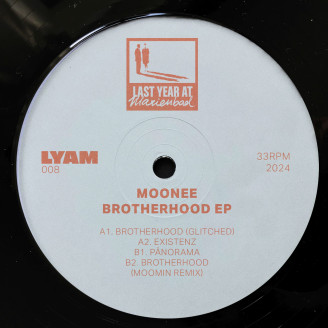 LAST YEAR AT
Marienbad
LYAM
008
33RPM
2024
MOONEE
BROTHERHOOD EP
A1. BROTHERHOOD (GLITCHED)
A2. EXISTENZ
B1. PÂNORAMA
B2. BROTHERHOOD
(MOOMIN REMIX)